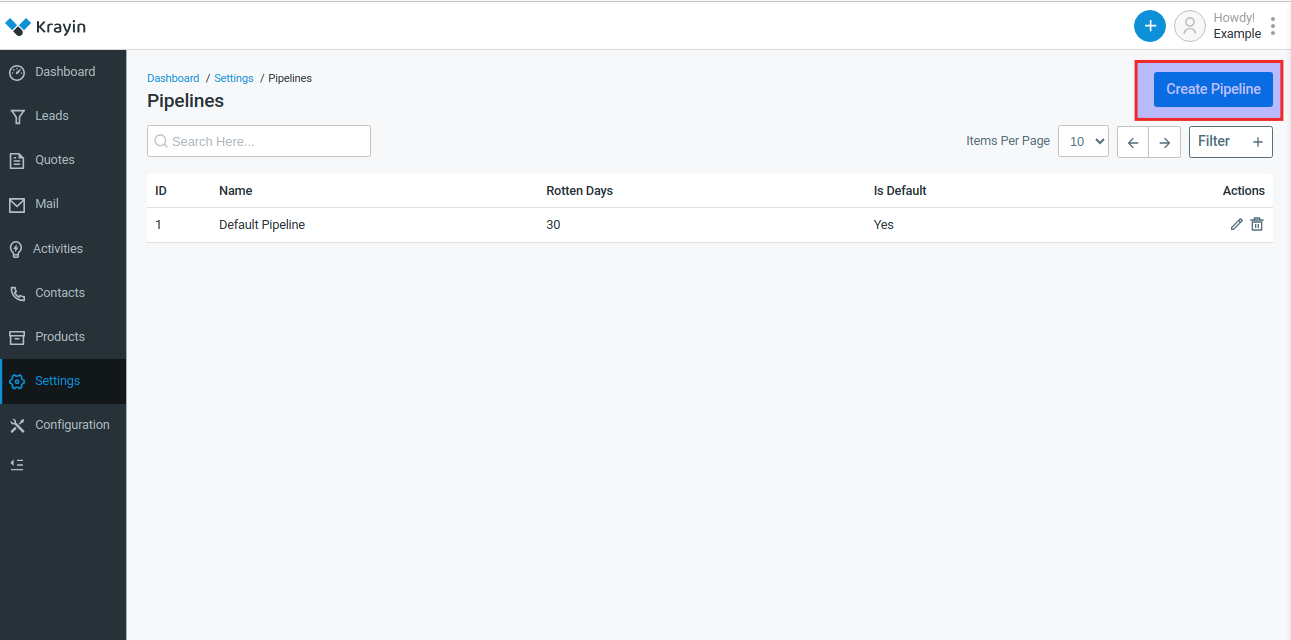 Krayin
Howdy!
Example
Dashboard
Leads
Quotes
Mail
Activities
Contacts
Products
Settings
Configuration
Dashboard / Settings / Pipelines
Pipelines
Create Pipeline
Search Here...
Items Per Page 10
Filter +
ID Name Rotten Days Is Default Actions
1 Default Pipeline 30 Yes